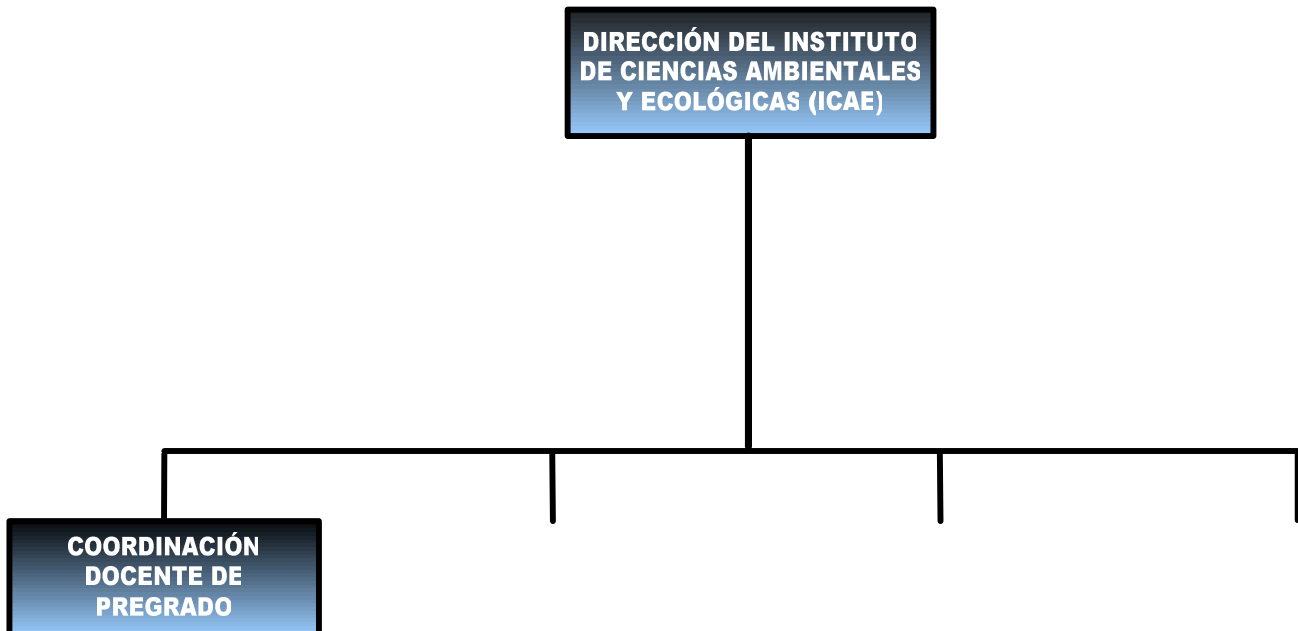 DIRECCIÓN DEL INSTITUTO
DE CIENCIAS AMBIENTALES
Y ECOLÓGICAS (ICAE)
COORDINACIÓN
DOCENTE DE
PREGRADO